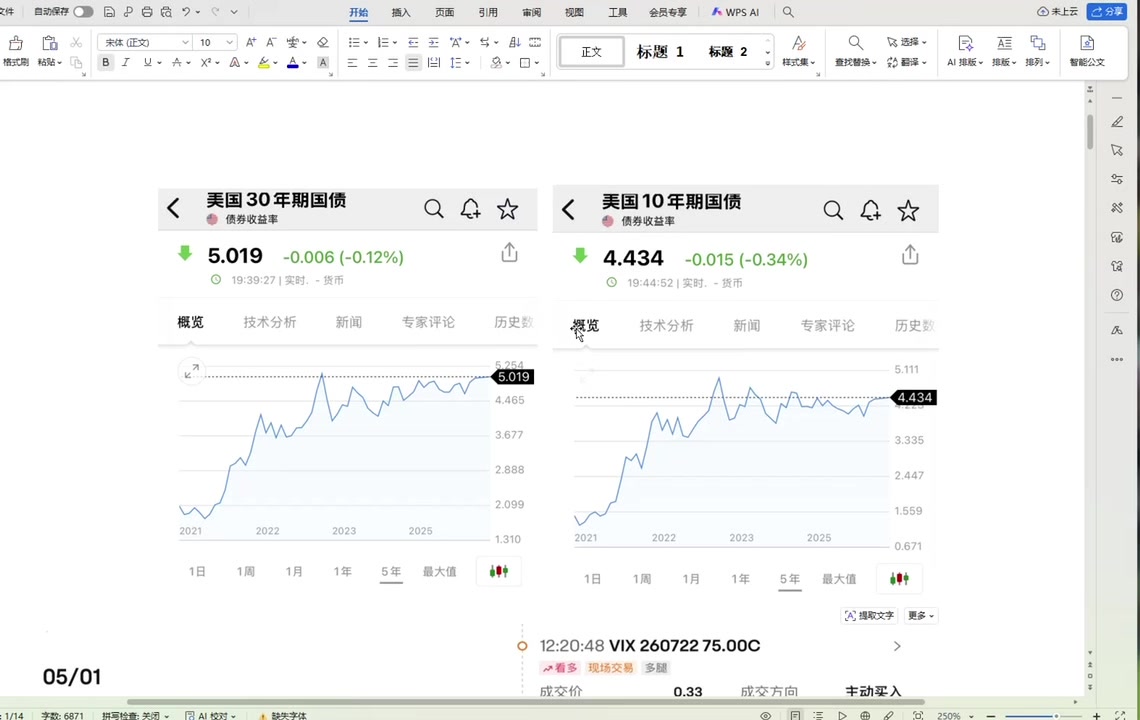 文件 自动保存 开始 插入 页面 引用 审阅 视图 工具 会员专享 WPS AI 未上云 分享
格式刷 粘贴 宋体 (正文) 10 正文 标题 1 标题 2 样式集 查找替换 选择 翻译 AI 排版 排版 排列 智能公文
美国 30 年期国债
债券收益率
5.019 -0.006 (-0.12%)
19:39:27 | 实时. - 货币
概览 技术分析 新闻 专家评论 历史数
5.254
5.019
4.465
3.677
2.888
2.099
2021 2022 2023 2025
1.310
1日 1周 1月 1年 5年 最大值
美国 10 年期国债
债券收益率
4.434 -0.015 (-0.34%)
19:44:52 | 实时. - 货币
概览 技术分析 新闻 专家评论 历史数
5.111
4.434
3.335
2.447
1.559
2021 2022 2023 2025
0.671
1日 1周 1月 1年 5年 最大值
提取文字 更多
12:20:48 VIX 260722 75.00C
看多 现场交易 多腿
05/01
成交价 0.33 成交方向 主动买入
: 1/14 字数: 6871 拼写检查: 关闭 AI 校对 缺失字体 250%